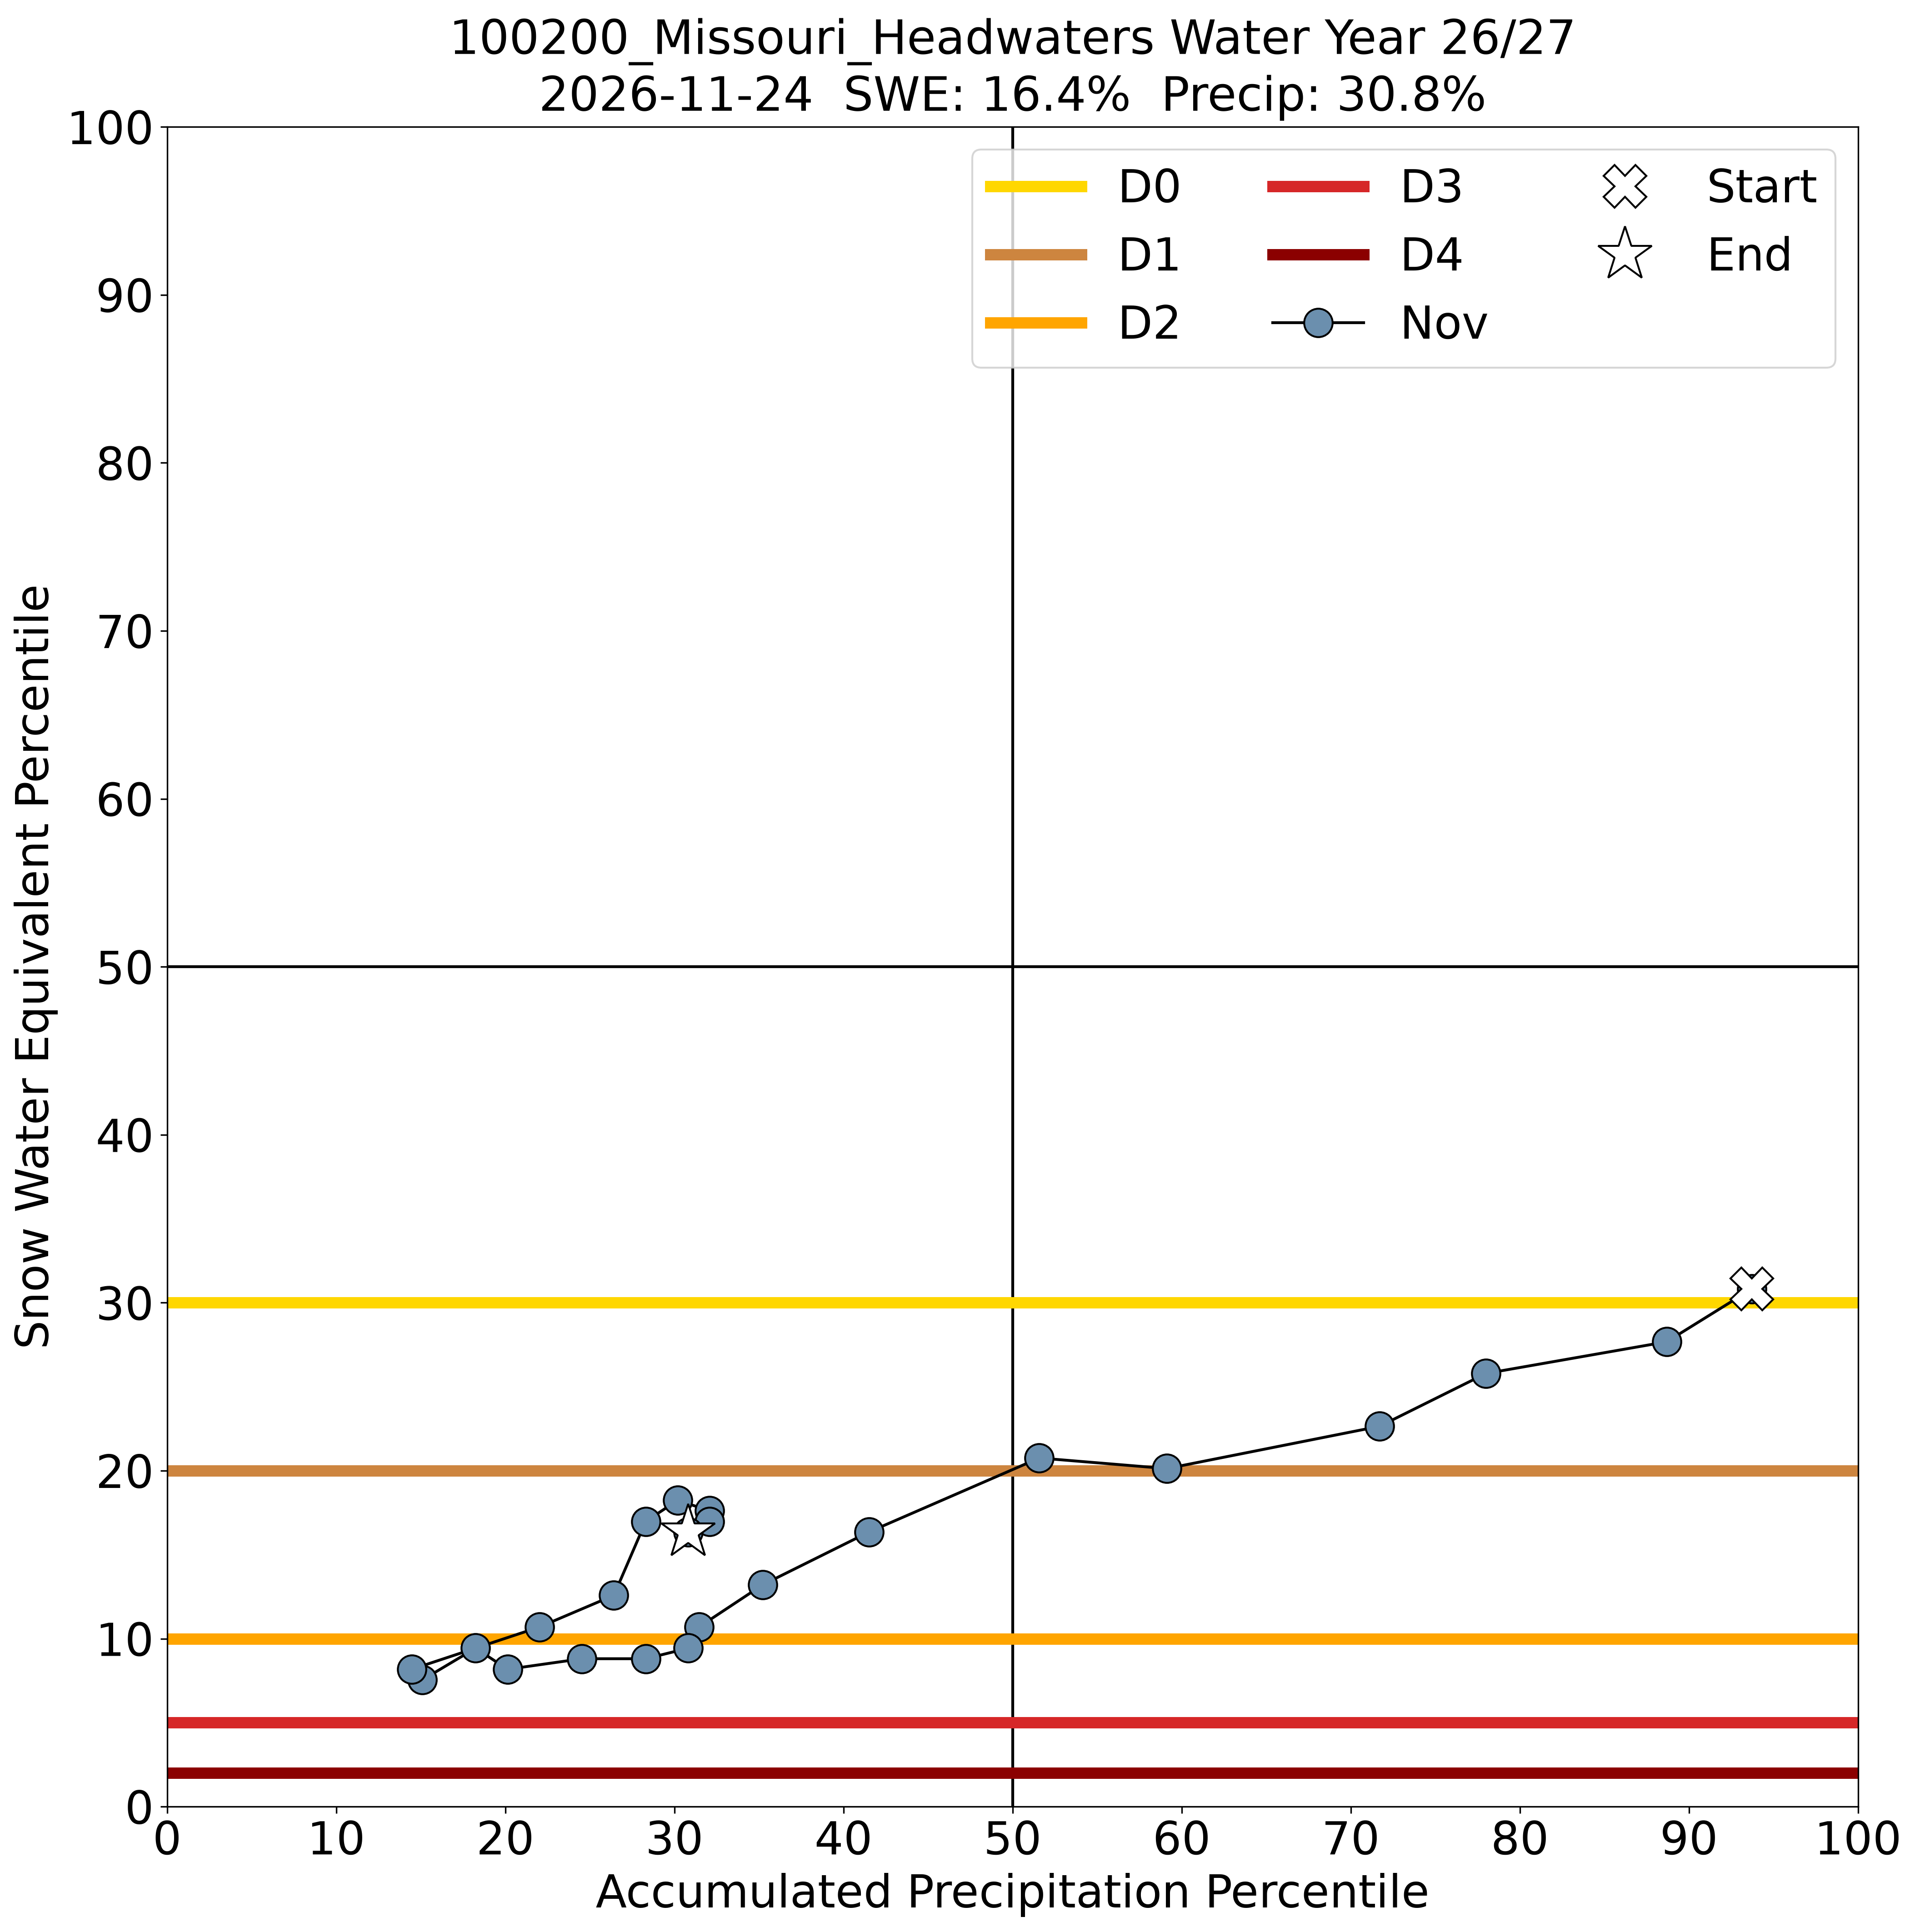 100200_Missouri_Headwaters Water Year 26/27
2026-11-24  SWE: 16.4%  Precip: 30.8%
D0
D1
D2
D3
D4
Nov
Start
End
Snow Water Equivalent Percentile
100
90
80
70
60
50
40
30
20
10
0
0 10 20 30 40 50 60 70 80 90 100
Accumulated Precipitation Percentile